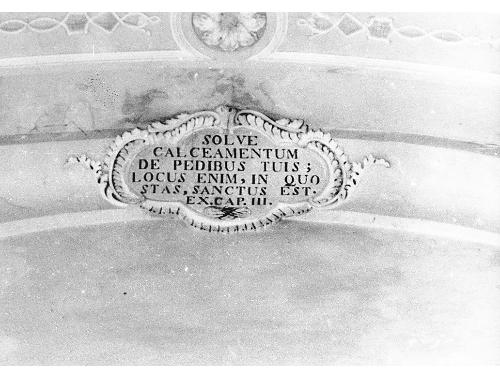 SOLVE
CALCEAMENTUM
DE PEDIBUS TUIS;
LOCUS ENIM, IN QUO
STAS, SANCTUS EST.
EX. CAP. III.